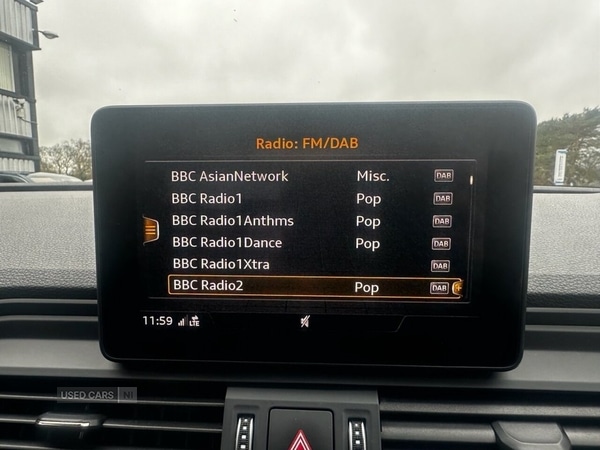 Radio: FM/DAB
BBC AsianNetwork Misc. DAB
BBC Radio1 Pop DAB
BBC Radio1Anthms Pop DAB
BBC Radio1Dance Pop DAB
BBC Radio1Xtra DAB
BBC Radio2 Pop DAB
11:59 LTE
USED CARS NI